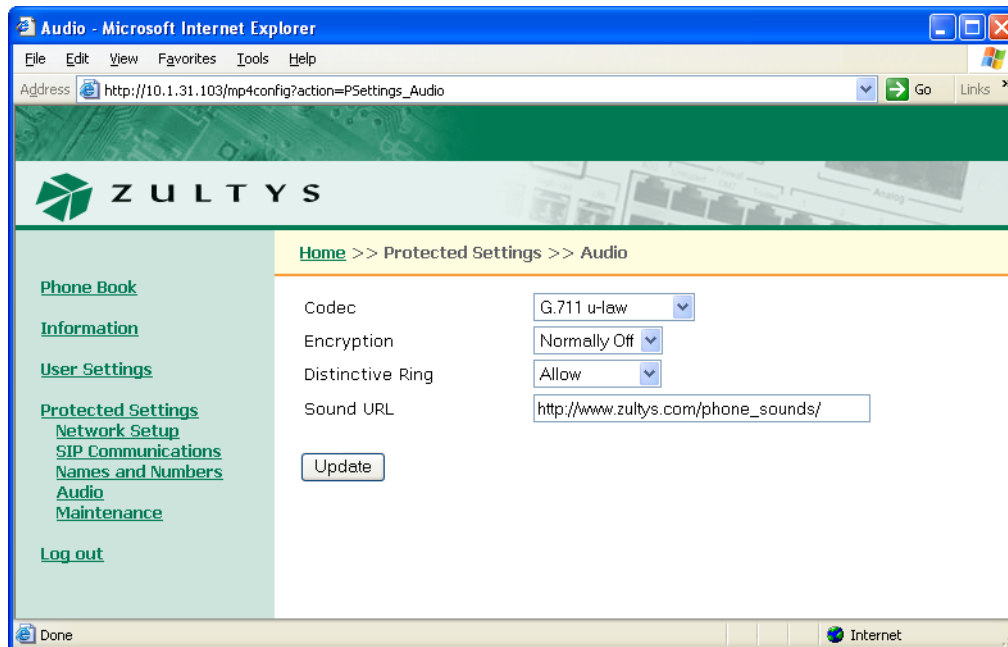 Audio - Microsoft Internet Explorer
File Edit View Favorites Tools Help
Address http://10.1.31.103/mp4config?action=PSettings_Audio Go Links »
ZULTYS
Home >> Protected Settings >> Audio
Phone Book
Information
User Settings
Protected Settings
Network Setup
SIP Communications
Names and Numbers
Audio
Maintenance
Log out
Codec G.711 u-law
Encryption Normally Off
Distinctive Ring Allow
Sound URL http://www.zultys.com/phone_sounds/
Update
Done Internet